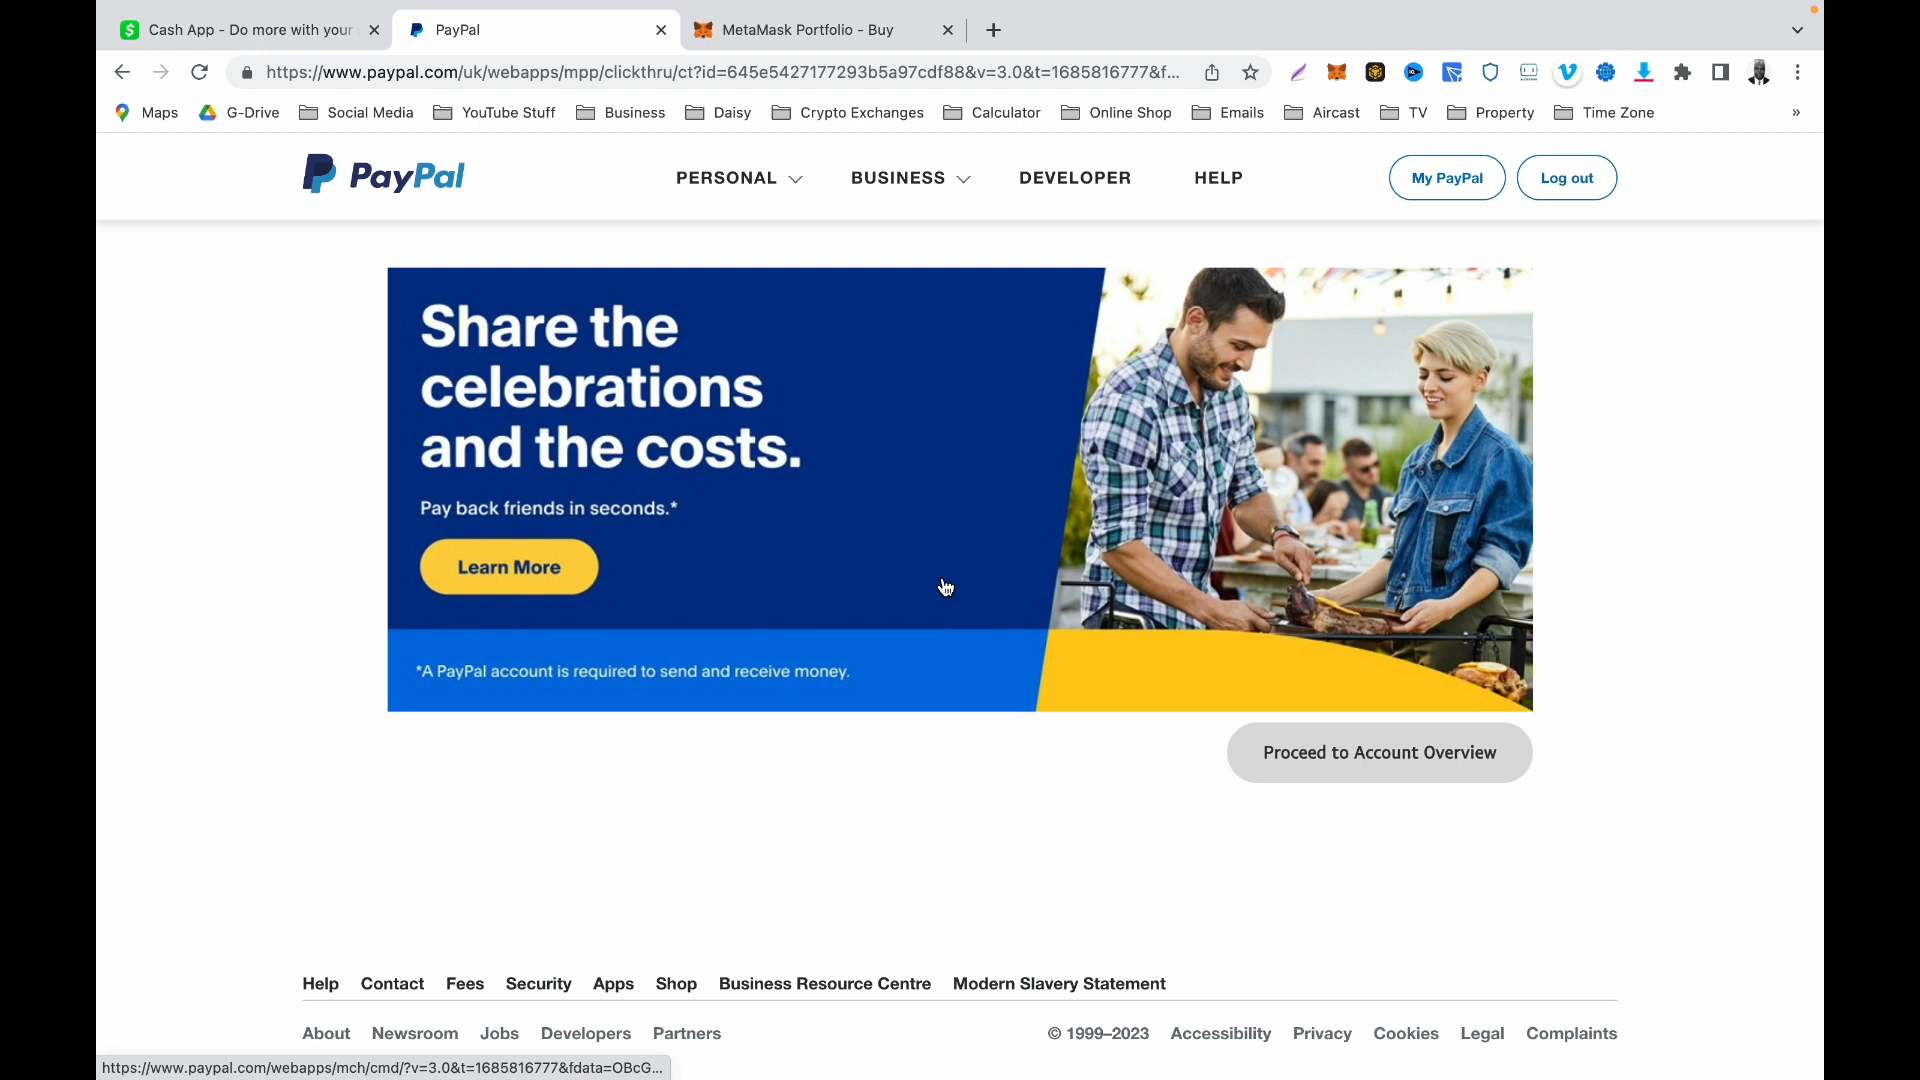 Cash App - Do more with your
PayPal
MetaMask Portfolio - Buy
https://www.paypal.com/uk/webapps/mpp/clickthru/ct?id=645e5427177293b5a97cdf88&v=3.0&t=1685816777&f...
Maps
G-Drive
Social Media
YouTube Stuff
Business
Daisy
Crypto Exchanges
Calculator
Online Shop
Emails
Aircast
TV
Property
Time Zone
»
PayPal
PERSONAL
BUSINESS
DEVELOPER
HELP
My PayPal
Log out
Share the
celebrations
and the costs.
Pay back friends in seconds.*
Learn More
*A PayPal account is required to send and receive money.
Proceed to Account Overview
Help Contact Fees Security Apps Shop Business Resource Centre Modern Slavery Statement
About Newsroom Jobs Developers Partners
© 1999–2023 Accessibility Privacy Cookies Legal Complaints
https://www.paypal.com/webapps/mch/cmd/?v=3.0&t=1685816777&fdata=OBcG...